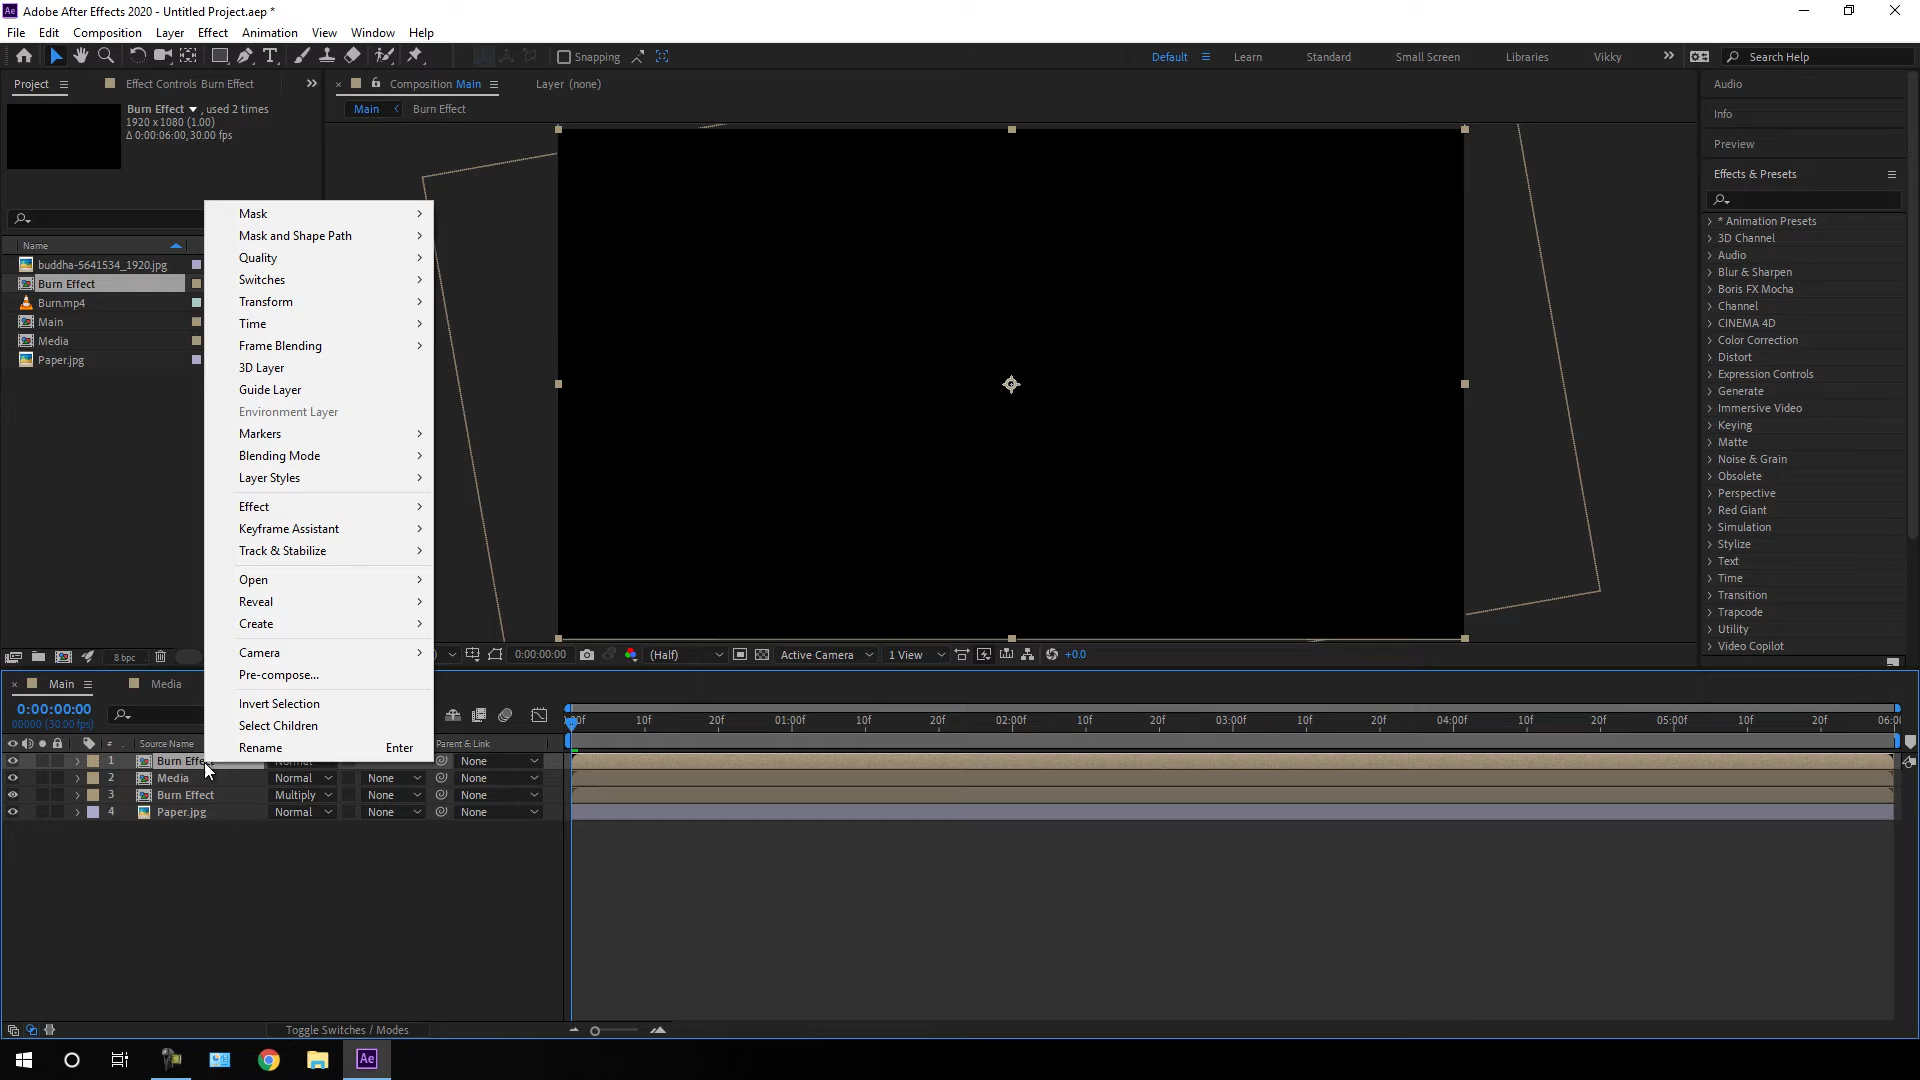 Adobe After Effects 2020 - Untitled Project.aep *
File Edit Composition Layer Effect Animation View Window Help
Snapping Default Learn Standard Small Screen Libraries Vikky Search Help
Project Effect Controls Burn Effect Composition Main Layer (none)
Burn Effect , used 2 times
1920 x 1080 (1.00)
Δ 0:00:06:00, 30.00 fps
Main Burn Effect
Name
buddha-5641534_1920.jpg
Burn Effect
Burn.mp4
Main
Media
Paper.jpg
Mask
Mask and Shape Path
Quality
Switches
Transform
Time
Frame Blending
3D Layer
Guide Layer
Environment Layer
Markers
Blending Mode
Layer Styles
Effect
Keyframe Assistant
Track & Stabilize
Open
Reveal
Create
Camera
Pre-compose...
Invert Selection
Select Children
Rename Enter
Audio
Info
Preview
Effects & Presets
* Animation Presets
3D Channel
Audio
Blur & Sharpen
Boris FX Mocha
Channel
CINEMA 4D
Color Correction
Distort
Expression Controls
Generate
Immersive Video
Keying
Matte
Noise & Grain
Obsolete
Perspective
Red Giant
Simulation
Stylize
Text
Time
Transition
Trapcode
Utility
Video Copilot
8 bpc
0:00:00:00 (Half) Active Camera 1 View +0.0
Main Media
0:00:00:00
00000 (30.00 fps)
:00f 10f 20f 01:00f 10f 20f 02:00f 10f 20f 03:00f 10f 20f 04:00f 10f 20f 05:00f 10f 20f 06:00
# Source Name Parent & Link
1 Burn Effect Normal None
2 Media Normal None None
3 Burn Effect Multiply None None
4 Paper.jpg Normal None None
Toggle Switches / Modes
Ae